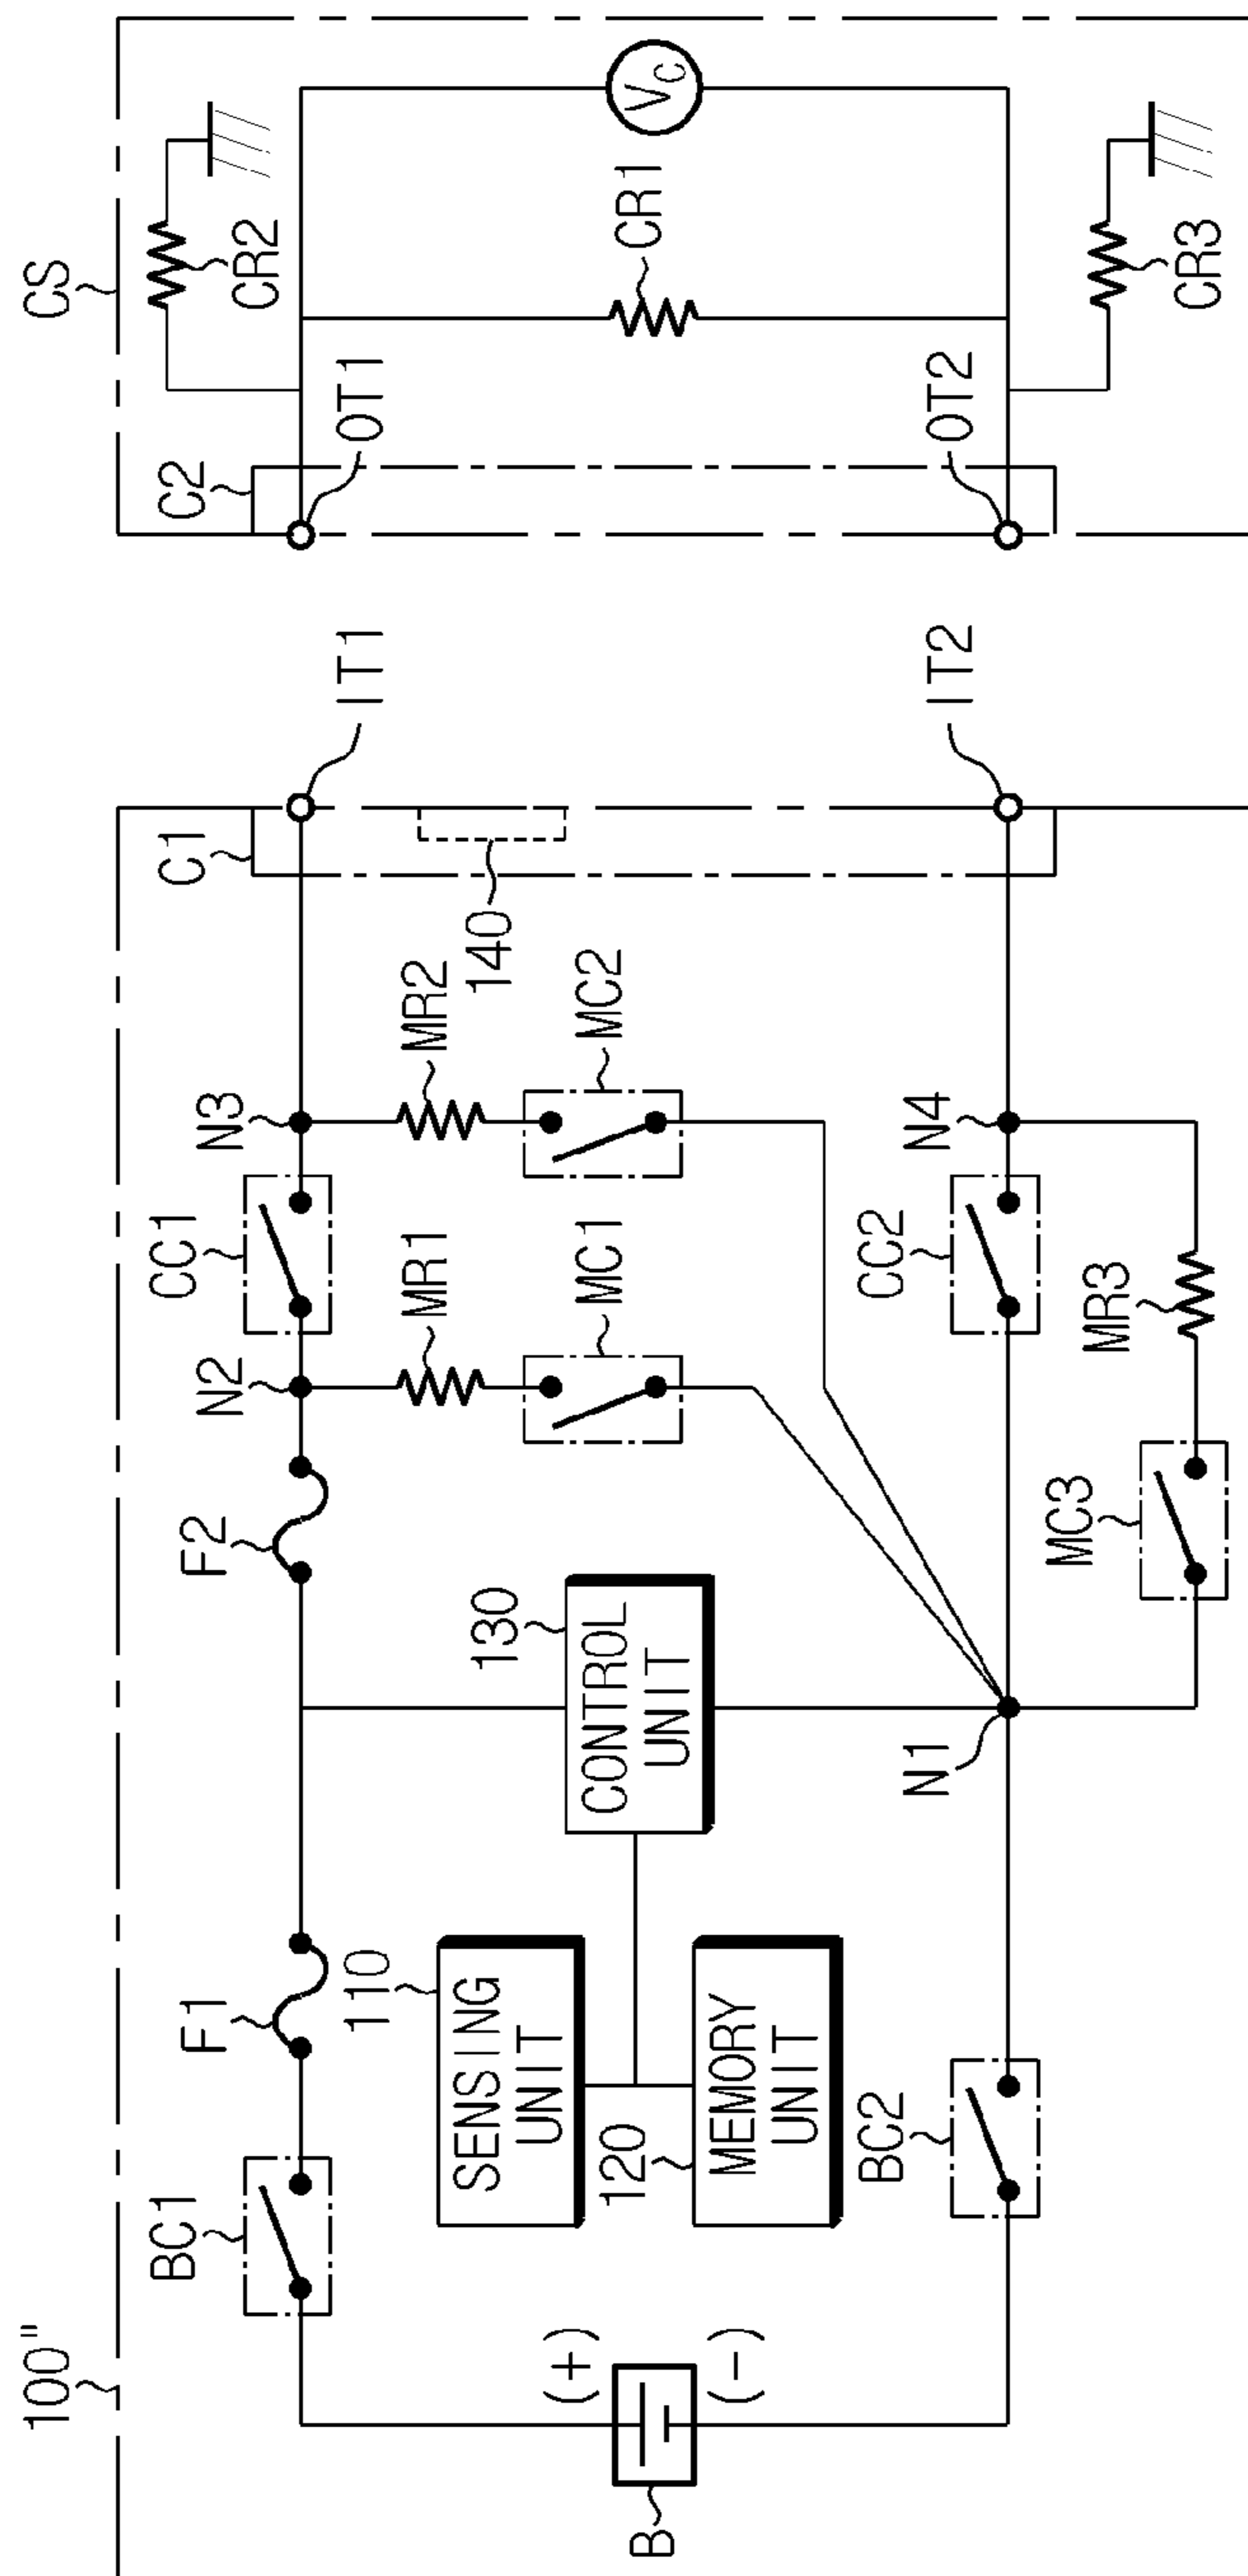 100"
CS
BC1
F1
F2
N2
CC1
N3
C1
C2
CR2
IT1
OT1
110
SENSING
UNIT
120
MEMORY
UNIT
130
CONTROL
UNIT
MR1
MC1
MR2
MC2
140
CR1
VC
B
(+)
(-)
BC2
N1
CC2
N4
IT2
OT2
MC3
MR3
CR3